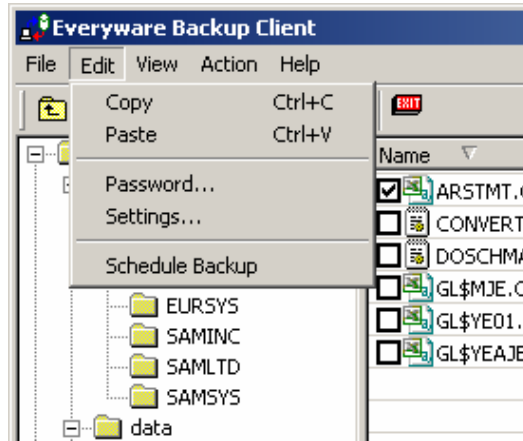 Everyware Backup Client
File Edit View Action Help
Copy Ctrl+C
Paste Ctrl+V
EXIT
Password...
Settings...
Schedule Backup
EURSYS
SAMINC
SAMLTD
SAMSYS
data
Name
ARSTMT.
CONVERT
DOSCHMA
GL$MJE.
GL$YE01.
GL$YEAJE